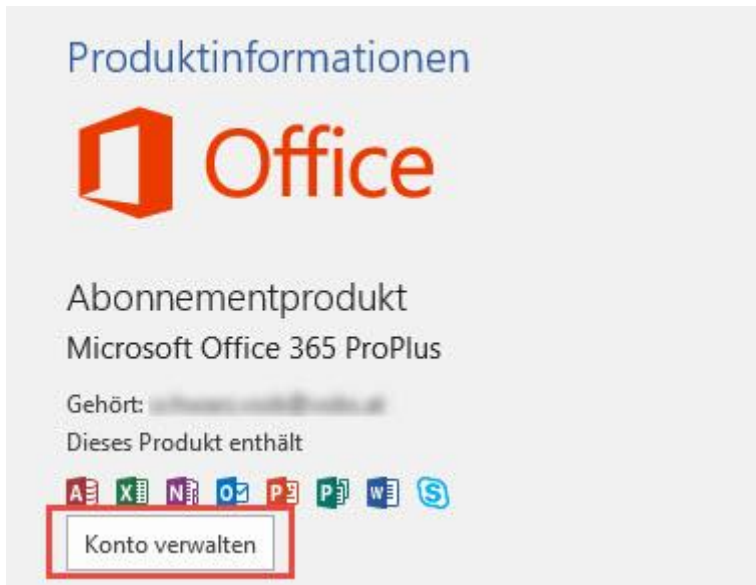 Produktinformationen
Office
Abonnementprodukt
Microsoft Office 365 ProPlus
Gehört:
Dieses Produkt enthält
A X N O P P W S
Konto verwalten